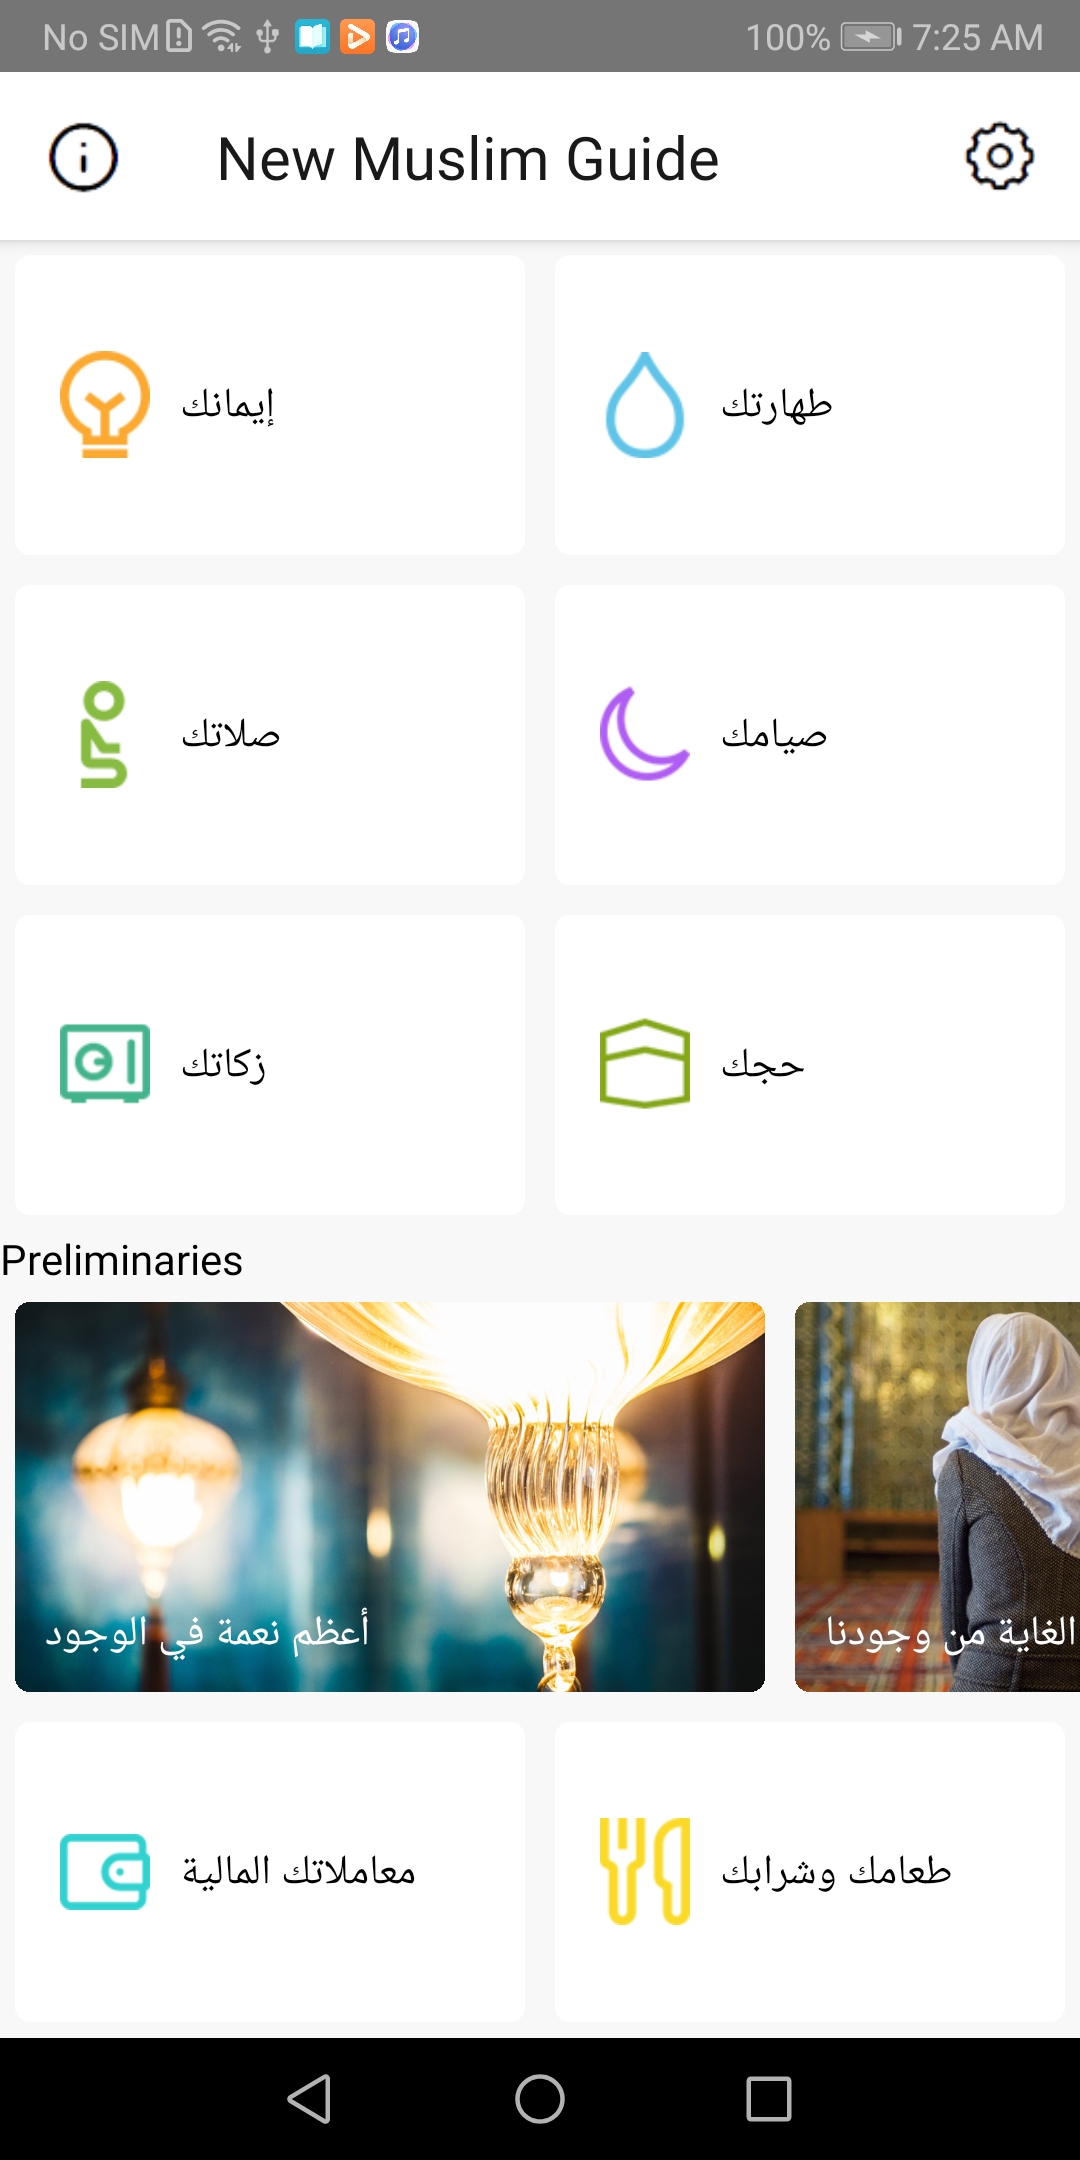 No SIM 100% 7:25 AM
New Muslim Guide
إيمانك
طهارتك
صلاتك
صيامك
زكاتك
حجك
Preliminaries
أعظم نعمة في الوجود
الغاية من وجودنا
معاملاتك المالية
طعامك وشرابك